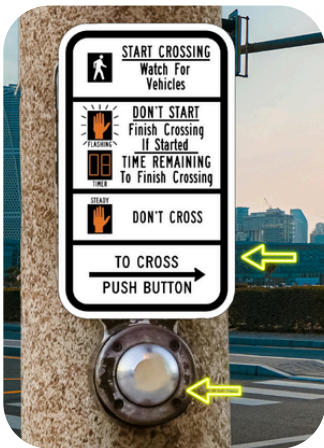 START CROSSING
Watch For
Vehicles
DON'T START
Finish Crossing
If Started
FLASHING
08
TIME REMAINING
To Finish Crossing
TIMER
STEADY
DON'T CROSS
TO CROSS
PUSH BUTTON